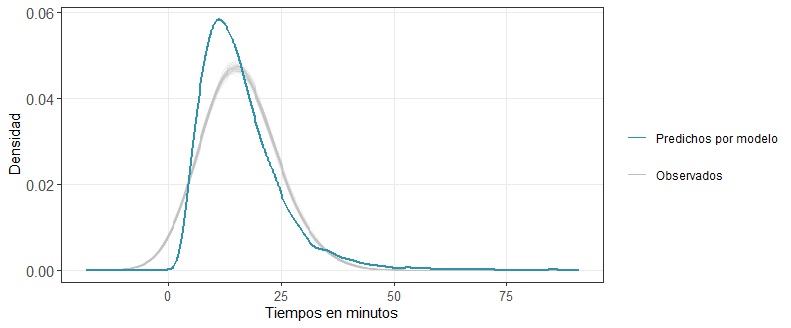 0.06
0.04
0.02
0.00
Densidad
0
25
50
75
Tiempos en minutos
Predichos por modelo
Observados